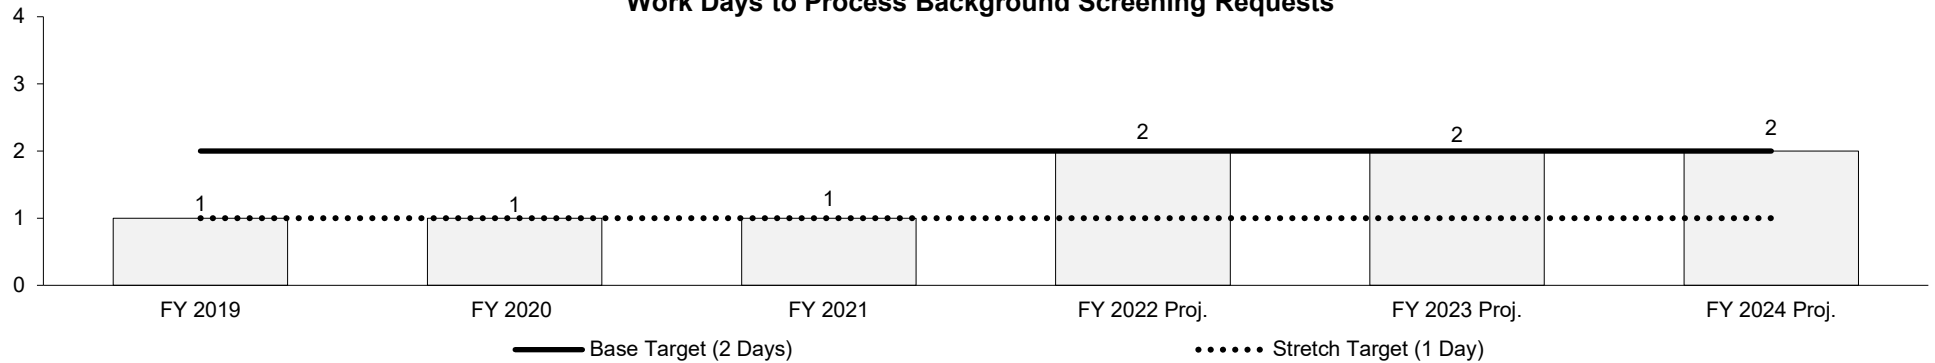 Work Days to Process Background Screening Requests
4
3
2
1
0
1
1
1
2
2
2
FY 2019
FY 2020
FY 2021
FY 2022 Proj.
FY 2023 Proj.
FY 2024 Proj.
Base Target (2 Days)
Stretch Target (1 Day)